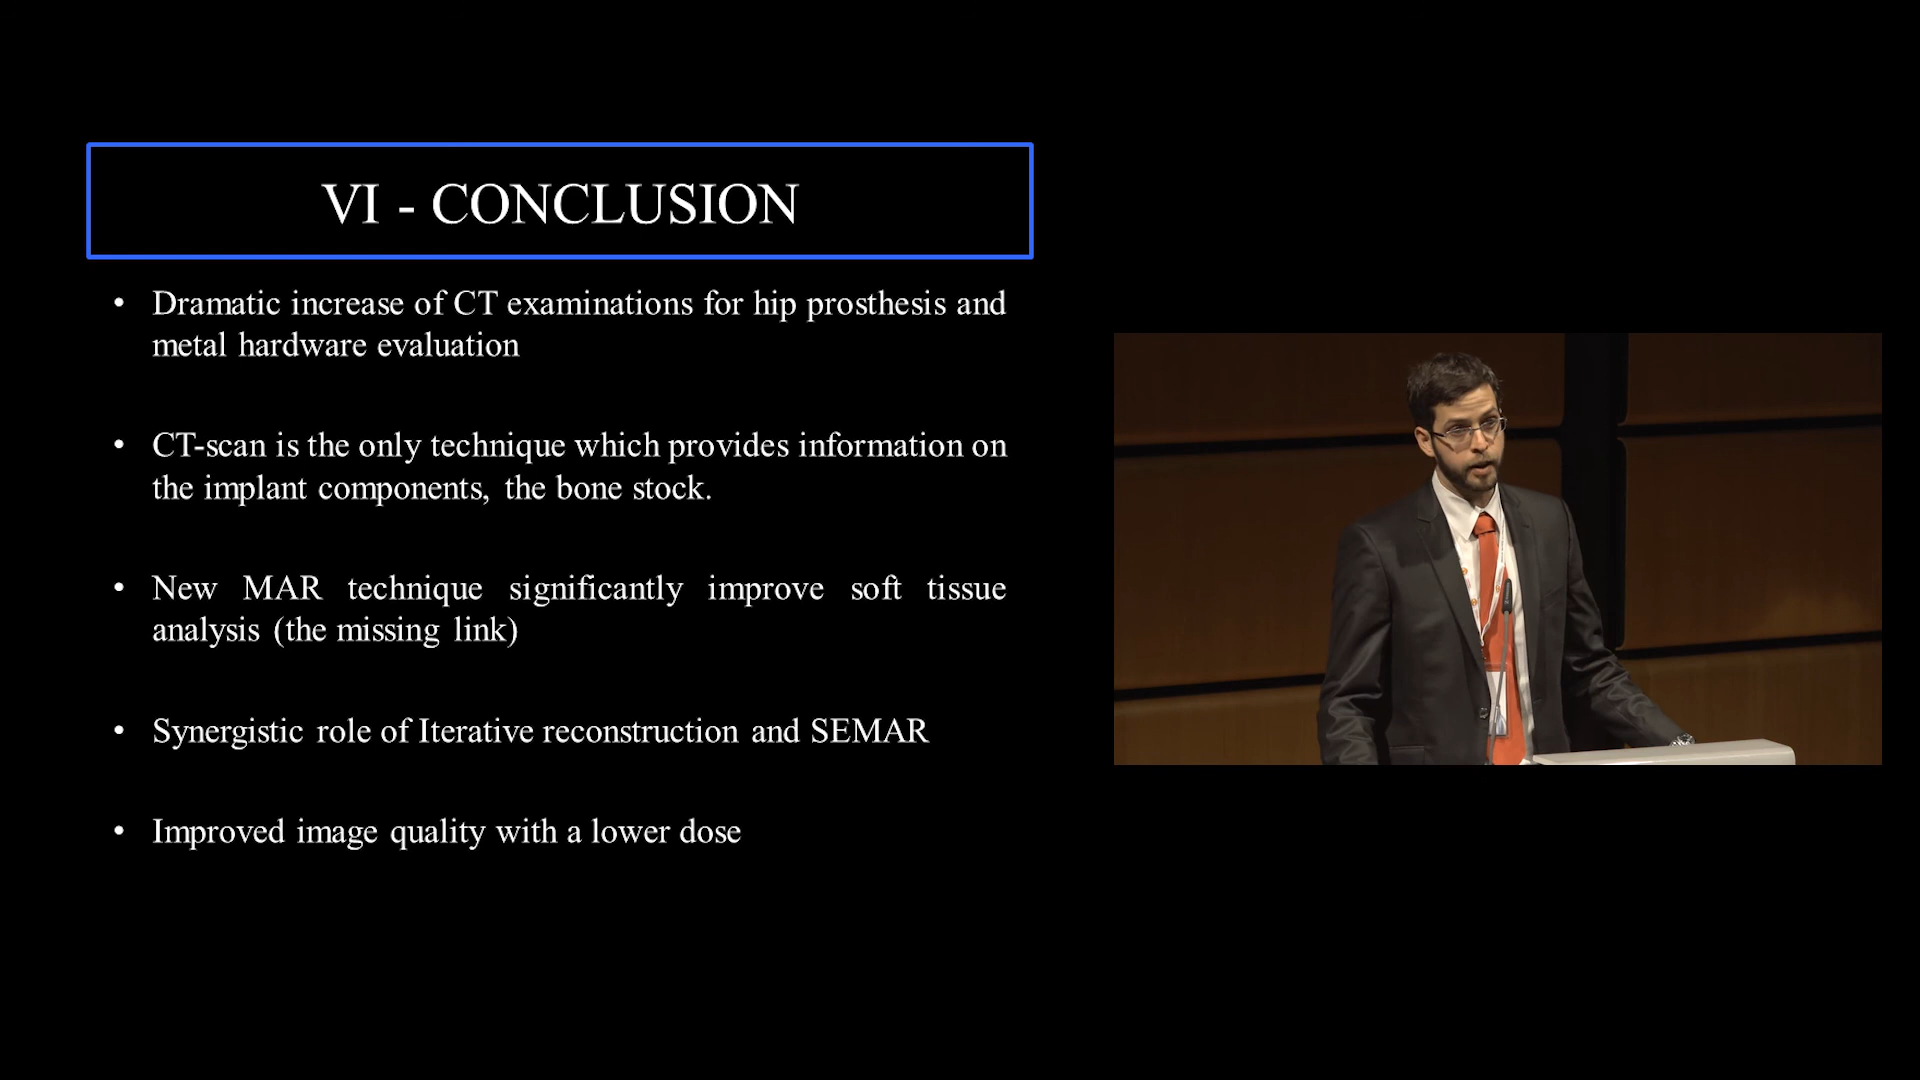 VI - CONCLUSION
• Dramatic increase of CT examinations for hip prosthesis and
metal hardware evaluation
• CT-scan is the only technique which provides information on
the implant components, the bone stock.
• New MAR technique significantly improve soft tissue
analysis (the missing link)
• Synergistic role of Iterative reconstruction and SEMAR
• Improved image quality with a lower dose